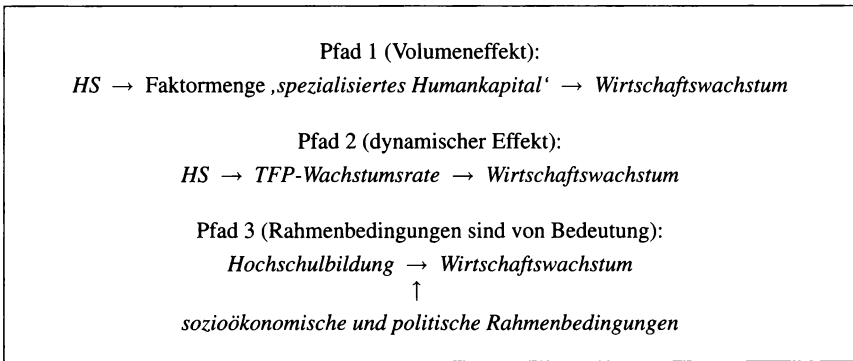 Pfad 1 (Volumeneffekt):
HS → Faktormenge ‚spezialisiertes Humankapital‘ → Wirtschaftswachstum
Pfad 2 (dynamischer Effekt):
HS → TFP-Wachstumsrate → Wirtschaftswachstum
Pfad 3 (Rahmenbedingungen sind von Bedeutung):
Hochschulbildung → Wirtschaftswachstum
↑
sozioökonomische und politische Rahmenbedingungen